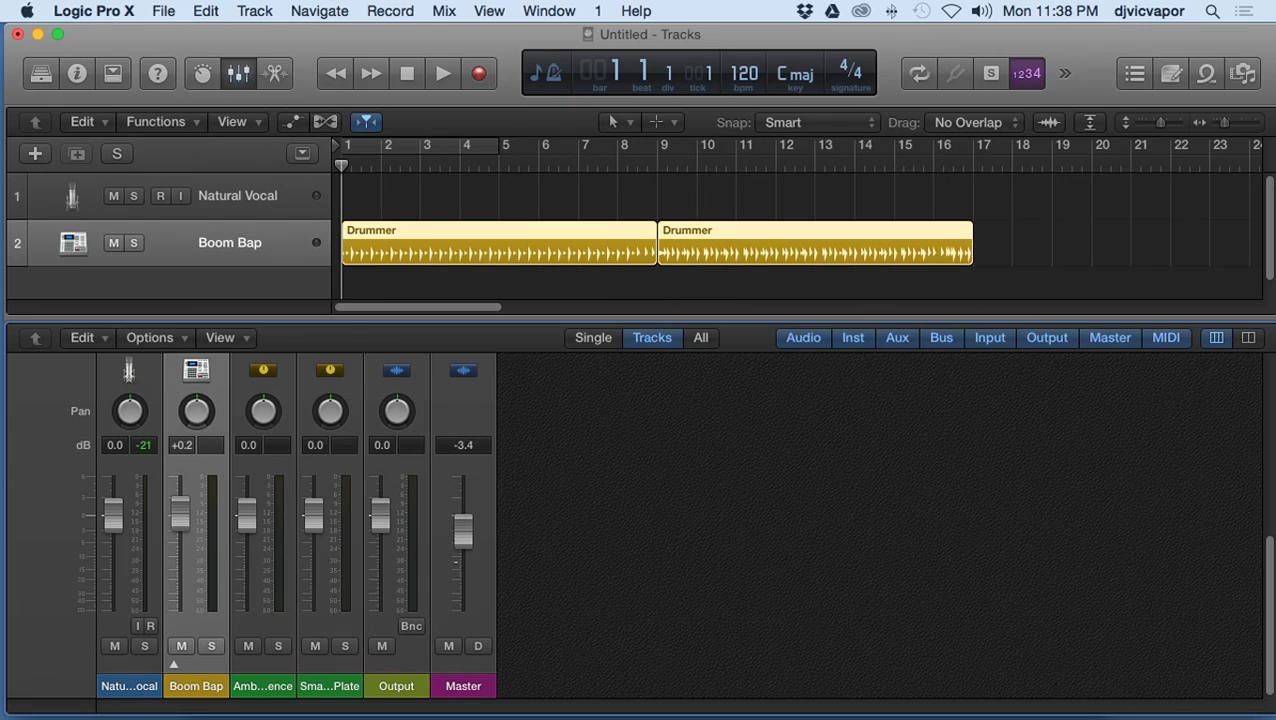 Logic Pro X File Edit Track Navigate Record Mix View Window 1 Help Mon 11:38 PM djvicvapor
Untitled - Tracks
001 1 1 001 120 C maj 4/4
bar beat div tick bpm key signature
S 1234
Edit Functions View Snap: Smart Drag: No Overlap
S 1 2 3 4 5 6 7 8 9 10 11 12 13 14 15 16 17 18 19 20 21 22 23 24
1 M S R I Natural Vocal
Drummer Drummer
2 M S Boom Bap
Edit Options View Single Tracks All Audio Inst Aux Bus Input Output Master MIDI
Pan
dB 0.0 -21 +0.2 0.0 0.0 0.0 -3.4
I R Bnc
M S M S M S M S M M D
Natu...ocal Boom Bap Amb...ence Sma...Plate Output Master